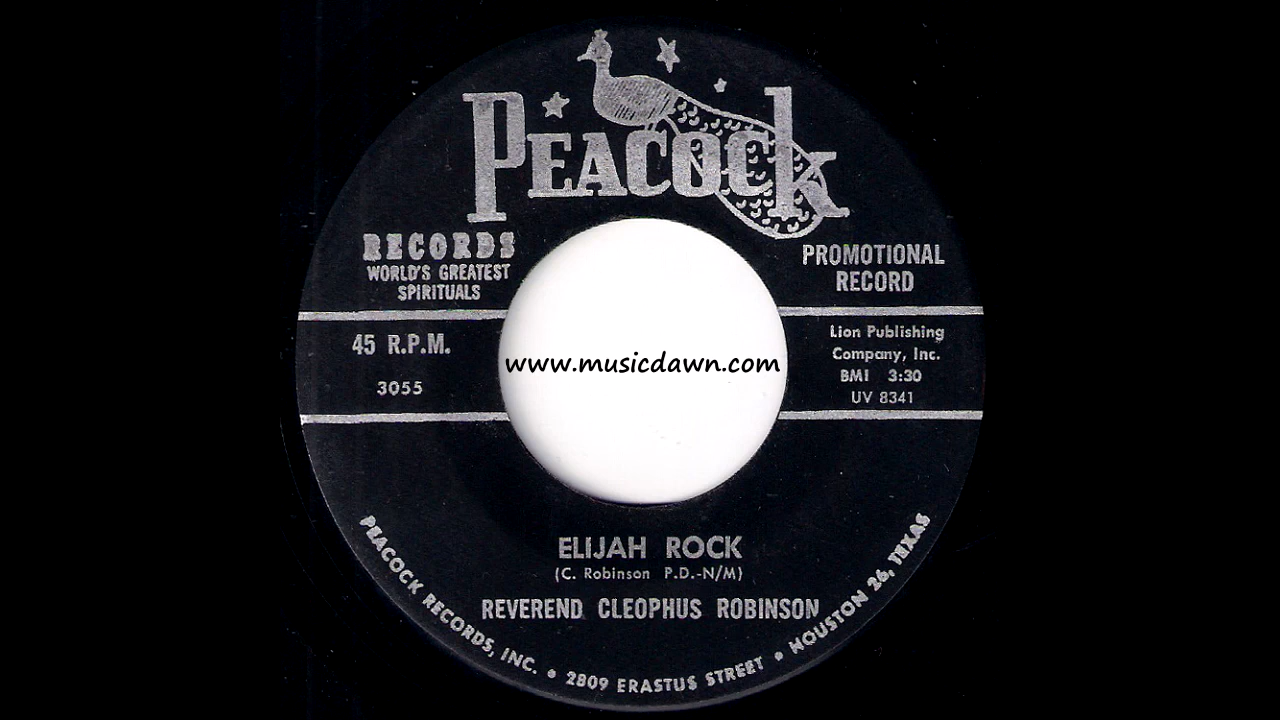 PEACOCK
RECORDS
WORLD'S GREATEST
SPIRITUALS
PROMOTIONAL
RECORD
45 R.P.M.
3055
Lion Publishing
Company, Inc.
BMI 3:30
UV 8341
www.musicdawn.com
ELIJAH ROCK
(C. Robinson P.D.-N/M)
REVEREND CLEOPHUS ROBINSON
PEACOCK RECORDS, INC. • 2809 ERASTUS STREET • HOUSTON 26, TEXAS